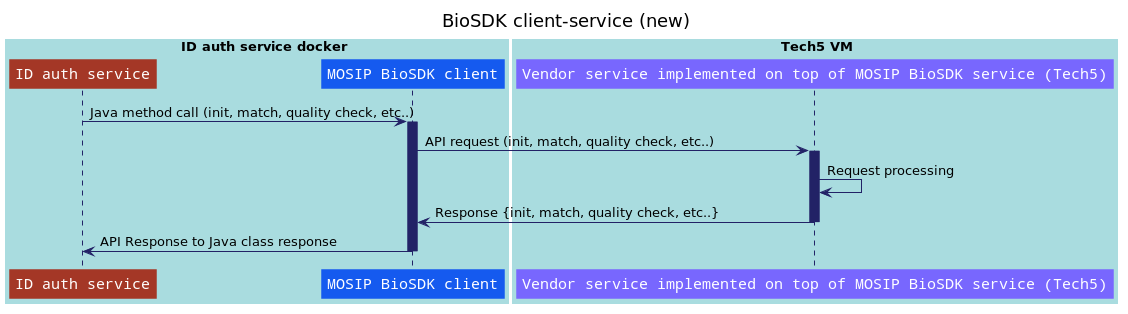 BioSDK client-service (new)
ID auth service docker
Tech5 VM
ID auth service
MOSIP BioSDK client
Vendor service implemented on top of MOSIP BioSDK service (Tech5)
Java method call (init, match, quality check, etc..)
API request (init, match, quality check, etc..)
Request processing
Response {init, match, quality check, etc..}
API Response to Java class response
ID auth service
MOSIP BioSDK client
Vendor service implemented on top of MOSIP BioSDK service (Tech5)